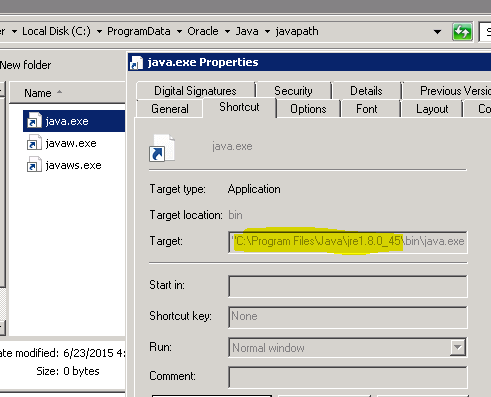 er ▾ Local Disk (C:) ▾ ProgramData ▾ Oracle ▾ Java ▾ javapath
New folder
java.exe Properties
Name
java.exe
javaw.exe
javaws.exe
Digital Signatures Security Details Previous Versio
General Shortcut Options Font Layout Co
java.exe
Target type: Application
Target location: bin
Target: "C:\Program Files\Java\jre1.8.0_45\bin\java.exe
Start in:
Shortcut key: None
Run: Normal window
Comment:
ate modified: 6/23/2015 4:
Size: 0 bytes